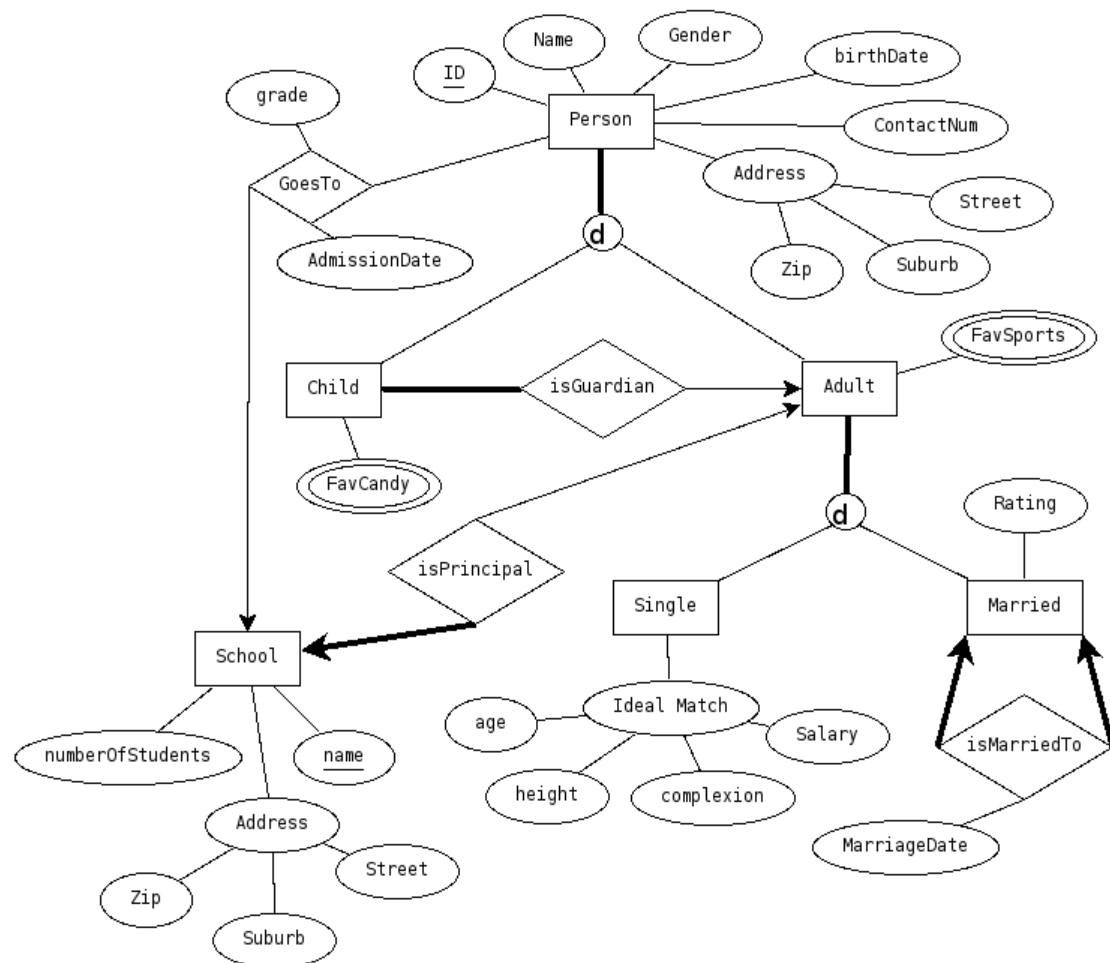 Name
Gender
birthDate
ID
grade
Person
ContactNum
Address
GoesTo
Street
d
AdmissionDate
Zip
Suburb
FavSports
Child
isGuardian
Adult
FavCandy
Rating
d
isPrincipal
Single
Married
School
Ideal Match
age
Salary
isMarriedTo
numberOfStudents
name
height
complexion
Address
MarriageDate
Street
Zip
Suburb